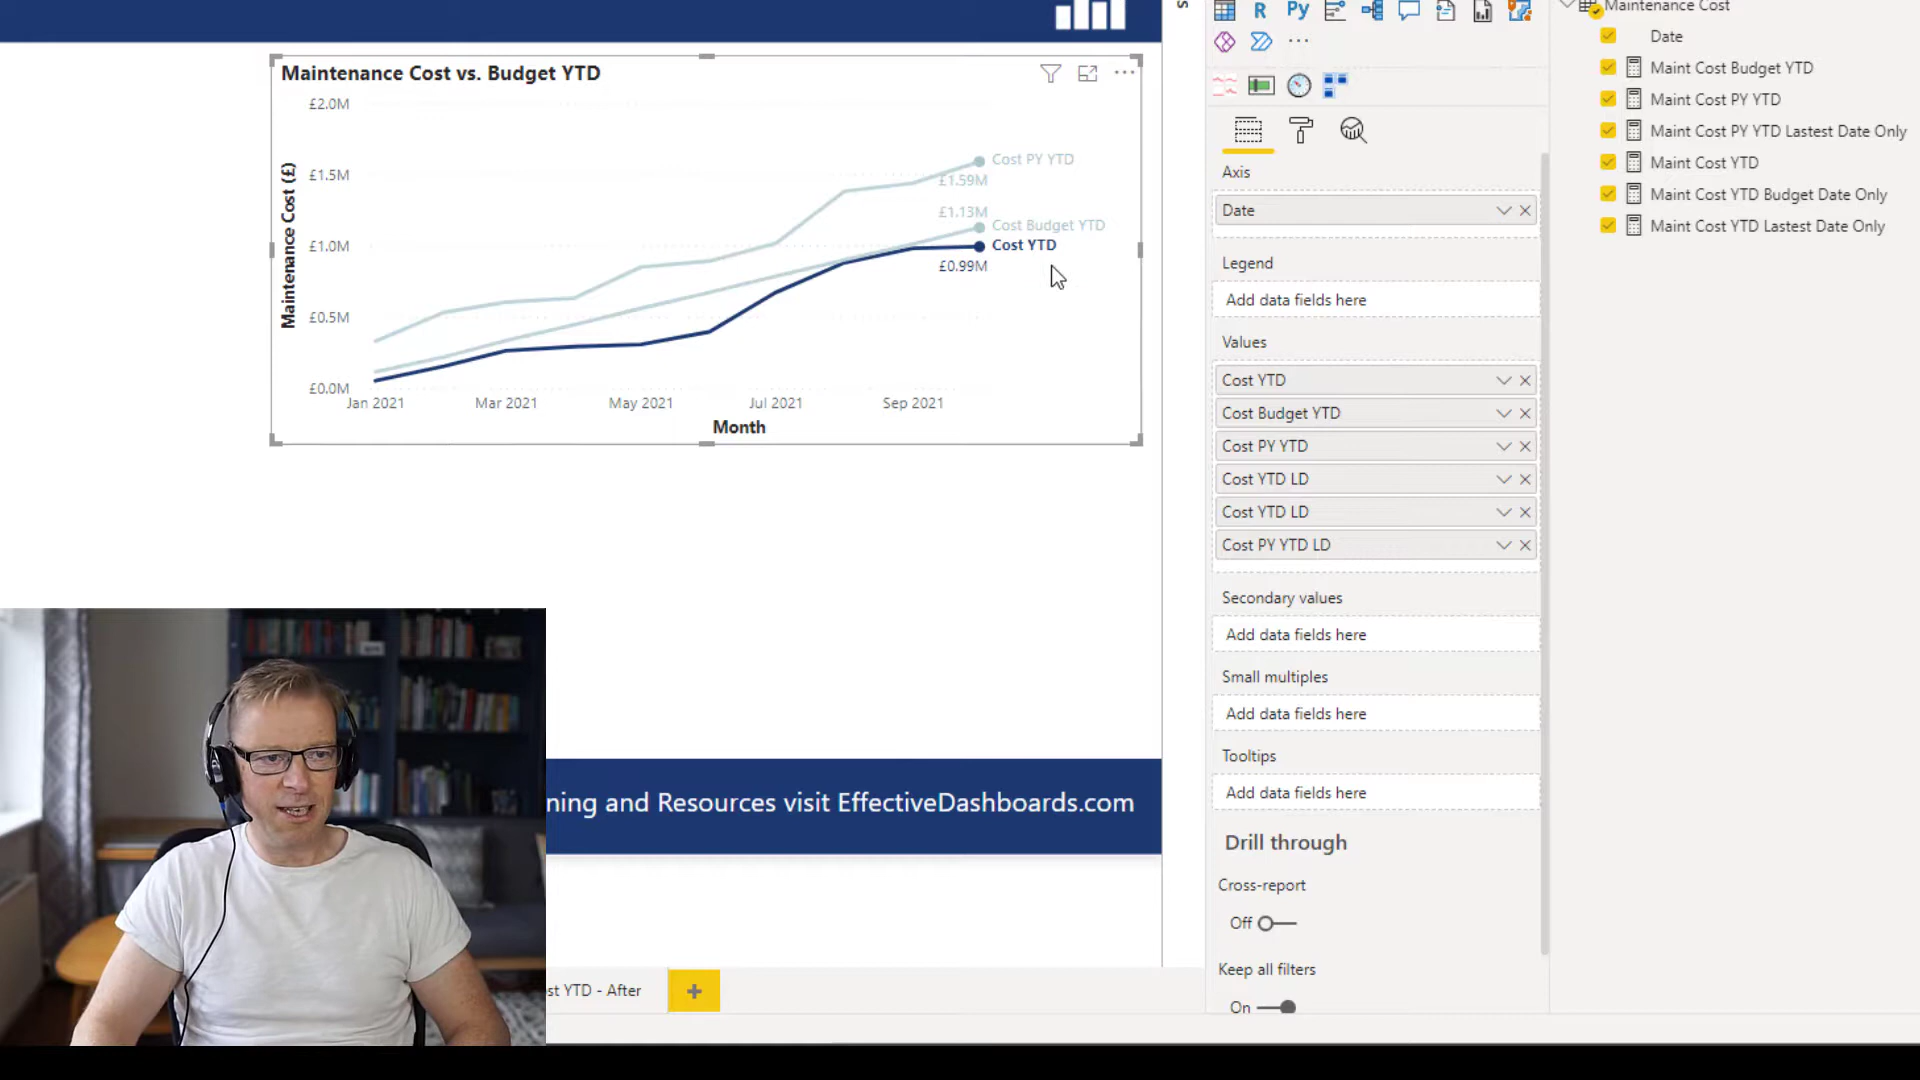 S
R
Py
Maintenance Cost
Date
Maint Cost Budget YTD
Maint Cost PY YTD
Maint Cost PY YTD Lastest Date Only
Maint Cost YTD
Maint Cost YTD Budget Date Only
Maint Cost YTD Lastest Date Only
Maintenance Cost vs. Budget YTD
Maintenance Cost (£)
£2.0M
£1.5M
£1.0M
£0.5M
£0.0M
Cost PY YTD
£1.59M
£1.13M
Cost Budget YTD
Cost YTD
£0.99M
Jan 2021
Mar 2021
May 2021
Jul 2021
Sep 2021
Month
Axis
Date
Legend
Add data fields here
Values
Cost YTD
Cost Budget YTD
Cost PY YTD
Cost YTD LD
Cost YTD LD
Cost PY YTD LD
Secondary values
Add data fields here
Small multiples
Add data fields here
Tooltips
Add data fields here
Drill through
Cross-report
Off
Keep all filters
On
ning and Resources visit EffectiveDashboards.com
st YTD - After
+